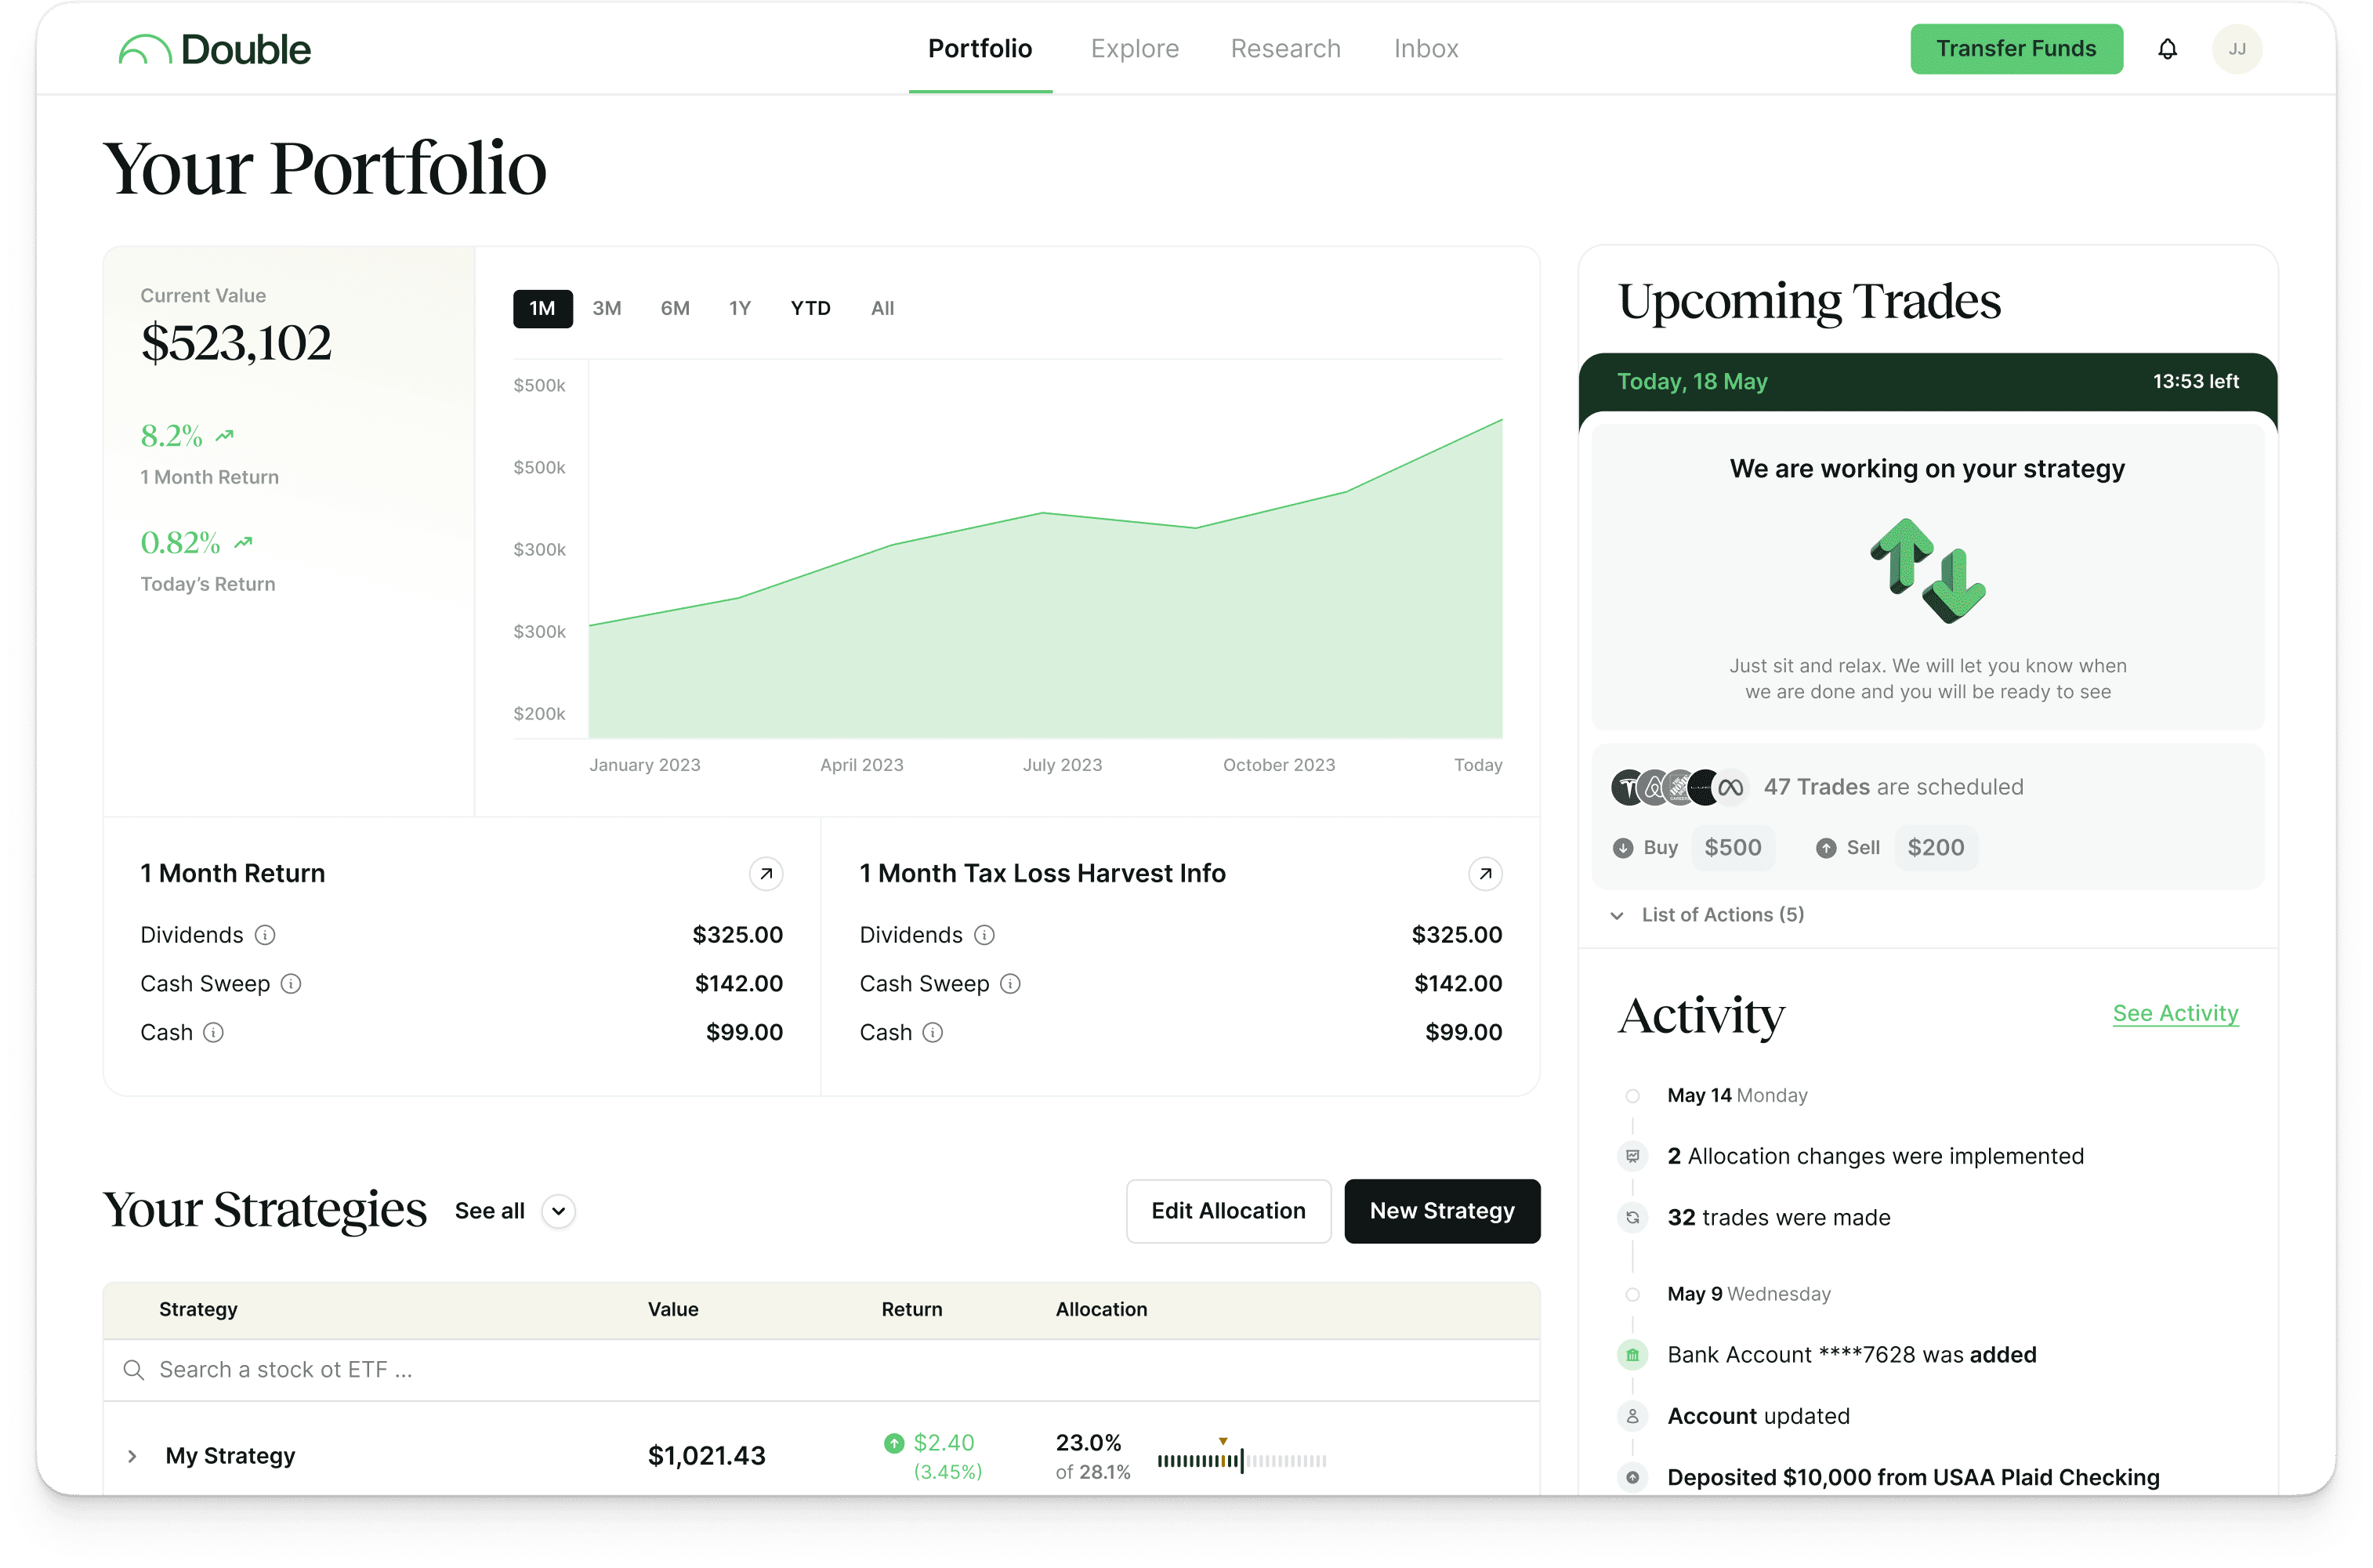 Double
Portfolio
Explore
Research
Inbox
Transfer Funds
JJ
Your Portfolio
Current Value
$523,102
8.2%
1 Month Return
0.82%
Today's Return
1M
3M
6M
1Y
YTD
All
$500k
$500k
$300k
$300k
$200k
January 2023
April 2023
July 2023
October 2023
Today
1 Month Return
Dividends
$325.00
Cash Sweep
$142.00
Cash
$99.00
1 Month Tax Loss Harvest Info
Dividends
$325.00
Cash Sweep
$142.00
Cash
$99.00
Your Strategies
See all
Edit Allocation
New Strategy
Strategy
Value
Return
Allocation
Search a stock ot ETF ...
My Strategy
$1,021.43
$2.40
(3.45%)
23.0%
of 28.1%
Upcoming Trades
Today, 18 May
13:53 left
We are working on your strategy
Just sit and relax. We will let you know when
we are done and you will be ready to see
47 Trades are scheduled
Buy
$500
Sell
$200
List of Actions (5)
Activity
See Activity
May 14 Monday
2 Allocation changes were implemented
32 trades were made
May 9 Wednesday
Bank Account ****7628 was added
Account updated
Deposited $10,000 from USAA Plaid Checking